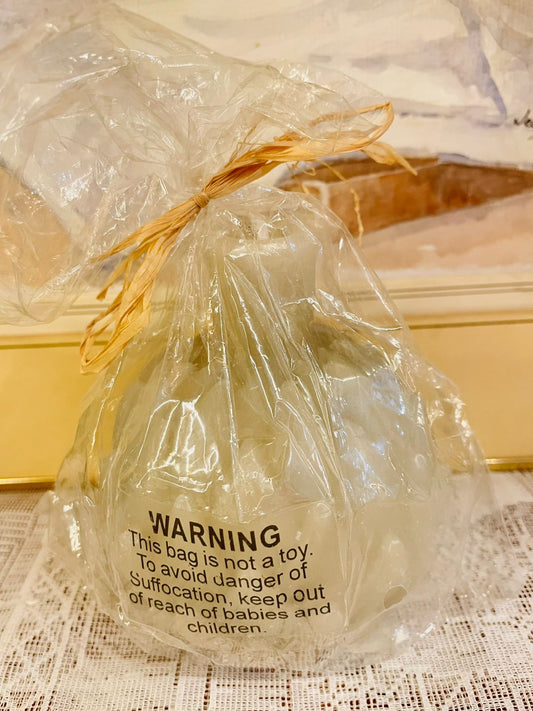 WARNING
This bag is not a toy.
To avoid danger of
Suffocation, keep out
of reach of babies and
children.